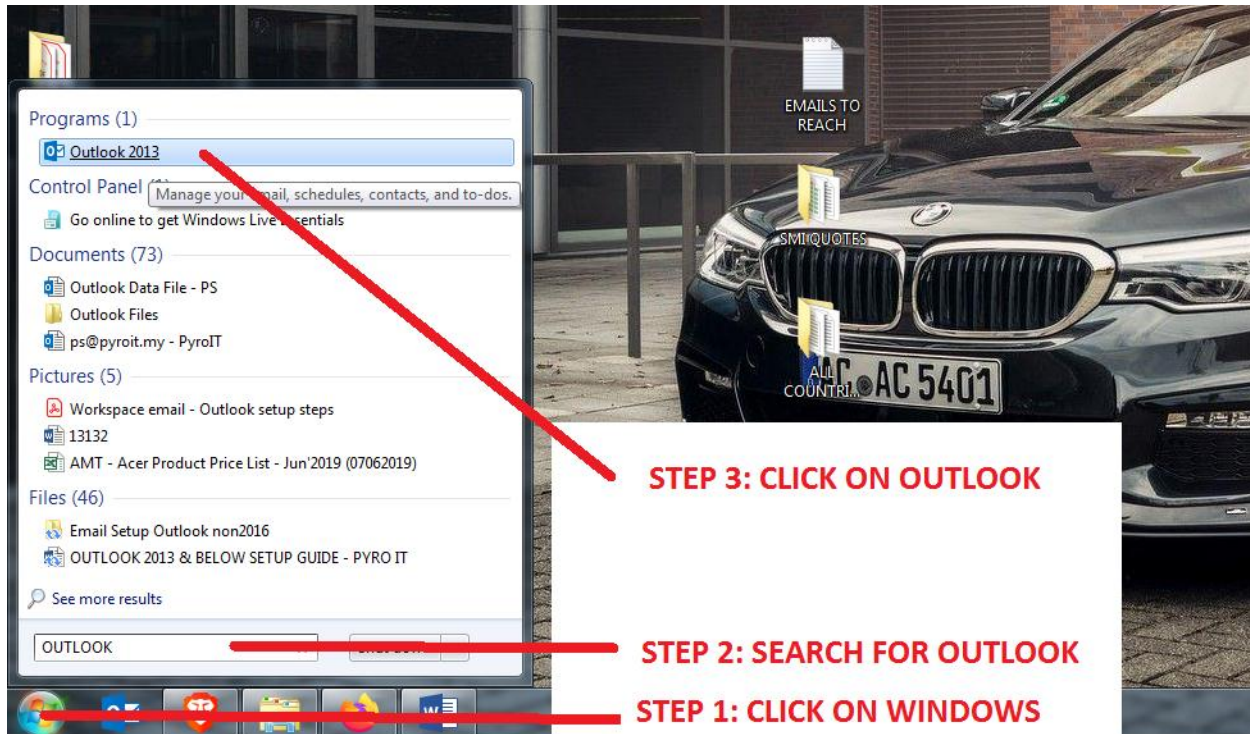 Programs (1)
Outlook 2013
Control Panel
Manage your email, schedules, contacts, and to-dos.
Go online to get Windows Live Essentials
Documents (73)
Outlook Data File - PS
Outlook Files
ps@pyroit.my - PyroIT
Pictures (5)
Workspace email - Outlook setup steps
13132
AMT - Acer Product Price List - Jun'2019 (07062019)
Files (46)
Email Setup Outlook non2016
OUTLOOK 2013 & BELOW SETUP GUIDE - PYRO IT
See more results
OUTLOOK
EMAILS TO
REACH
SMI QUOTES
ALL
COUNTRI...
AC 5401
STEP 3: CLICK ON OUTLOOK
STEP 2: SEARCH FOR OUTLOOK
STEP 1: CLICK ON WINDOWS